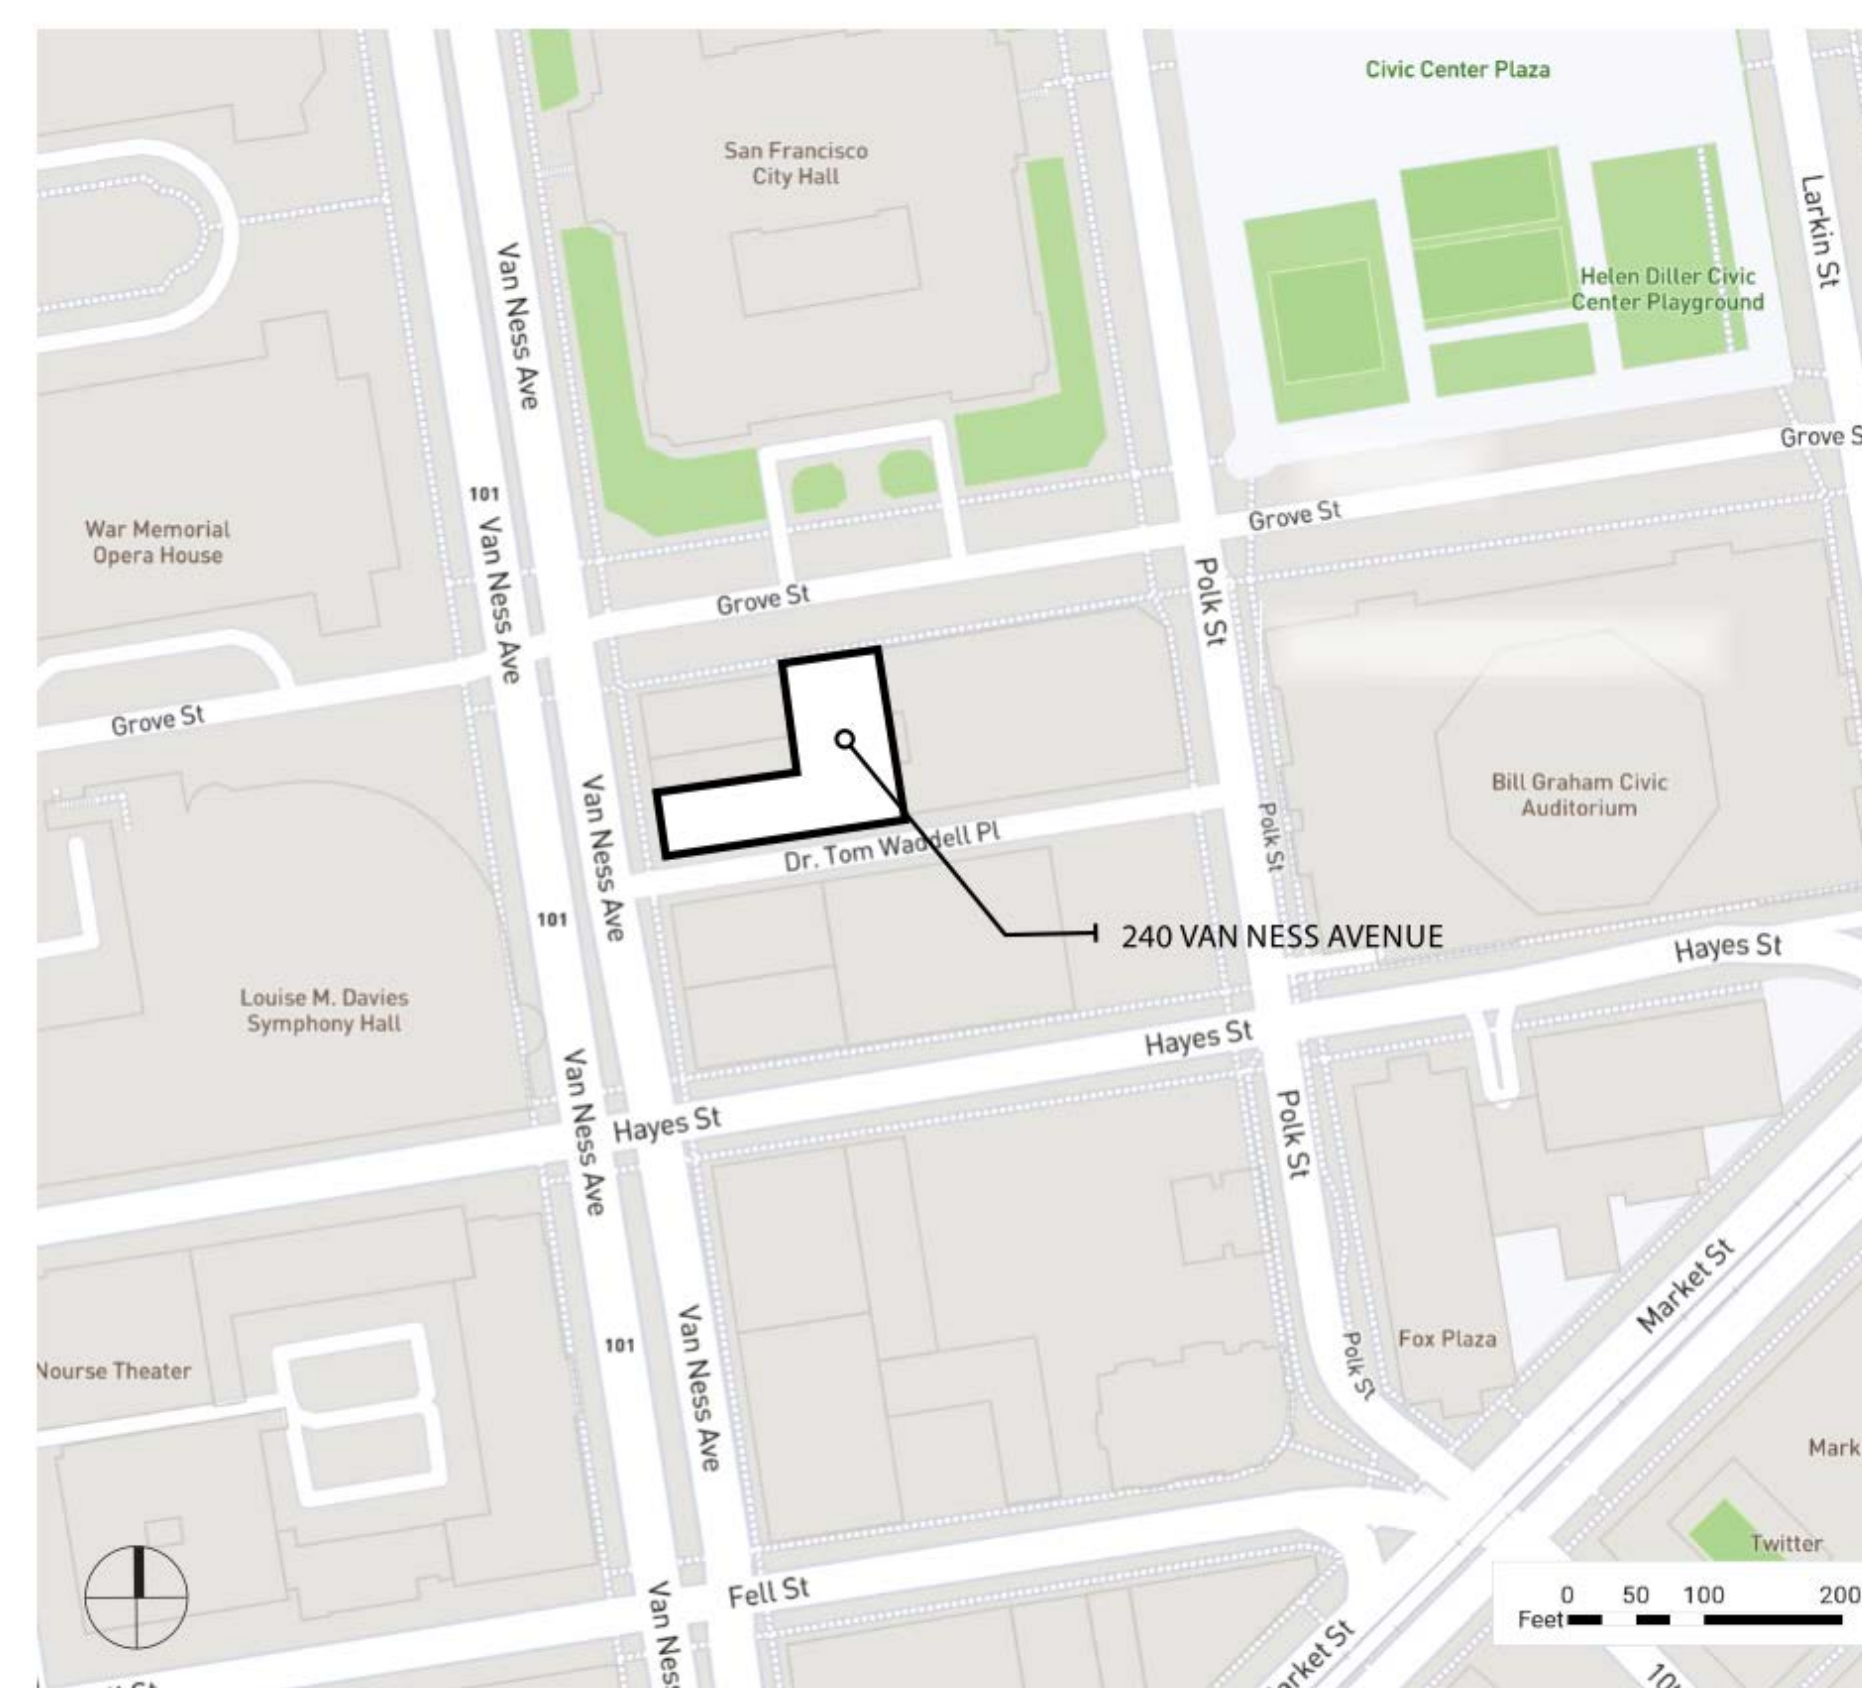 Civic Center Plaza
San Francisco
City Hall
Larkin St
Van Ness Ave
Helen Diller Civic
Center Playground
Grove S
101
War Memorial
Opera House
Van Ness Ave
Grove St
Grove St
Polk St
Grove St
Van Ness Ave
Bill Graham Civic
Auditorium
Polk St
Dr. Tom Waddell Pl
101
240 VAN NESS AVENUE
Hayes St
Louise M. Davies
Symphony Hall
Hayes St
Van Ness Ave
Hayes St
Polk St
Market St
Van Ness Ave
101
Fox Plaza
Polk St
Nourse Theater
Mark
Twitter
Fell St
Van Ness
0 50 100 200
Feet
arket St
10